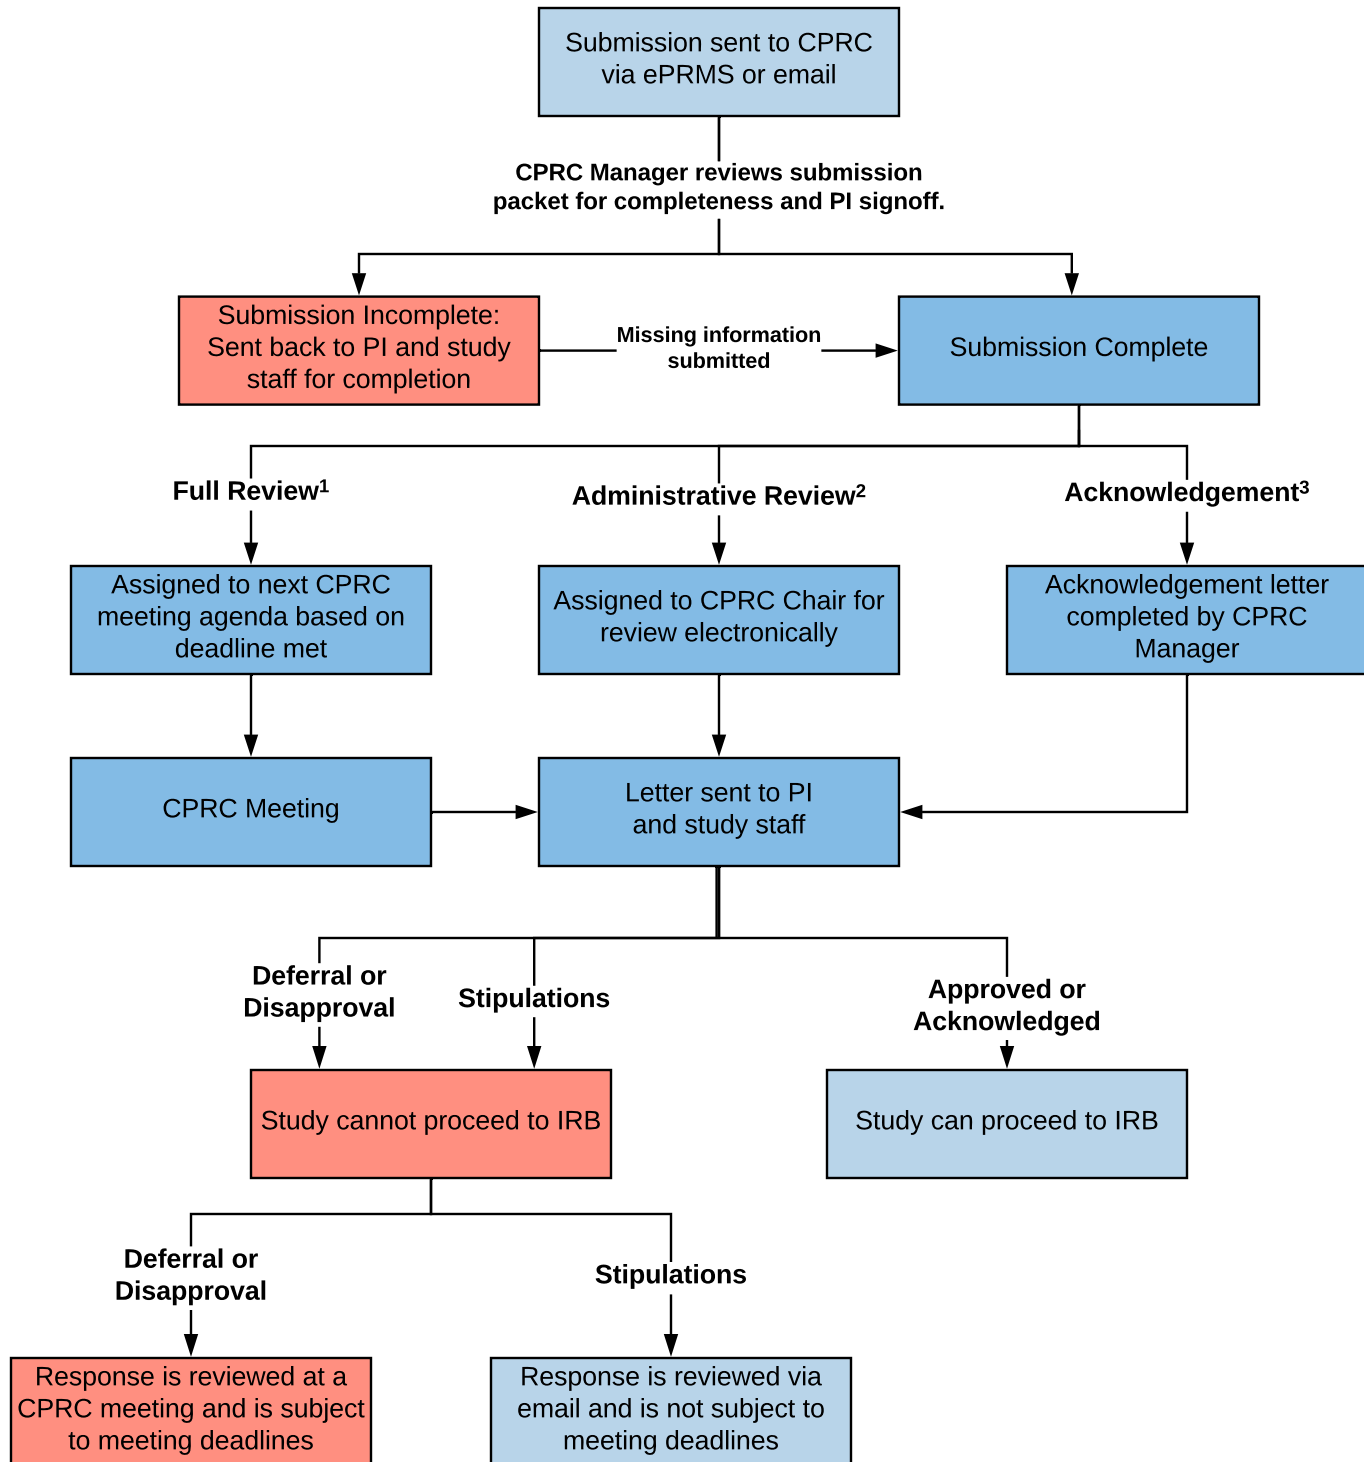 Submission sent to CPRC
via ePRMS or email
CPRC Manager reviews submission
packet for completeness and PI signoff.
Submission Incomplete:
Sent back to PI and study
staff for completion
Missing information
submitted
Submission Complete
Full Review¹
Administrative Review²
Acknowledgement³
Assigned to next CPRC
meeting agenda based on
deadline met
Assigned to CPRC Chair for
review electronically
Acknowledgement letter
completed by CPRC
Manager
CPRC Meeting
Letter sent to PI
and study staff
Deferral or
Disapproval
Stipulations
Approved or
Acknowledged
Study cannot proceed to IRB
Study can proceed to IRB
Deferral or
Disapproval
Stipulations
Response is reviewed at a
CPRC meeting and is subject
to meeting deadlines
Response is reviewed via
email and is not subject to
meeting deadlines